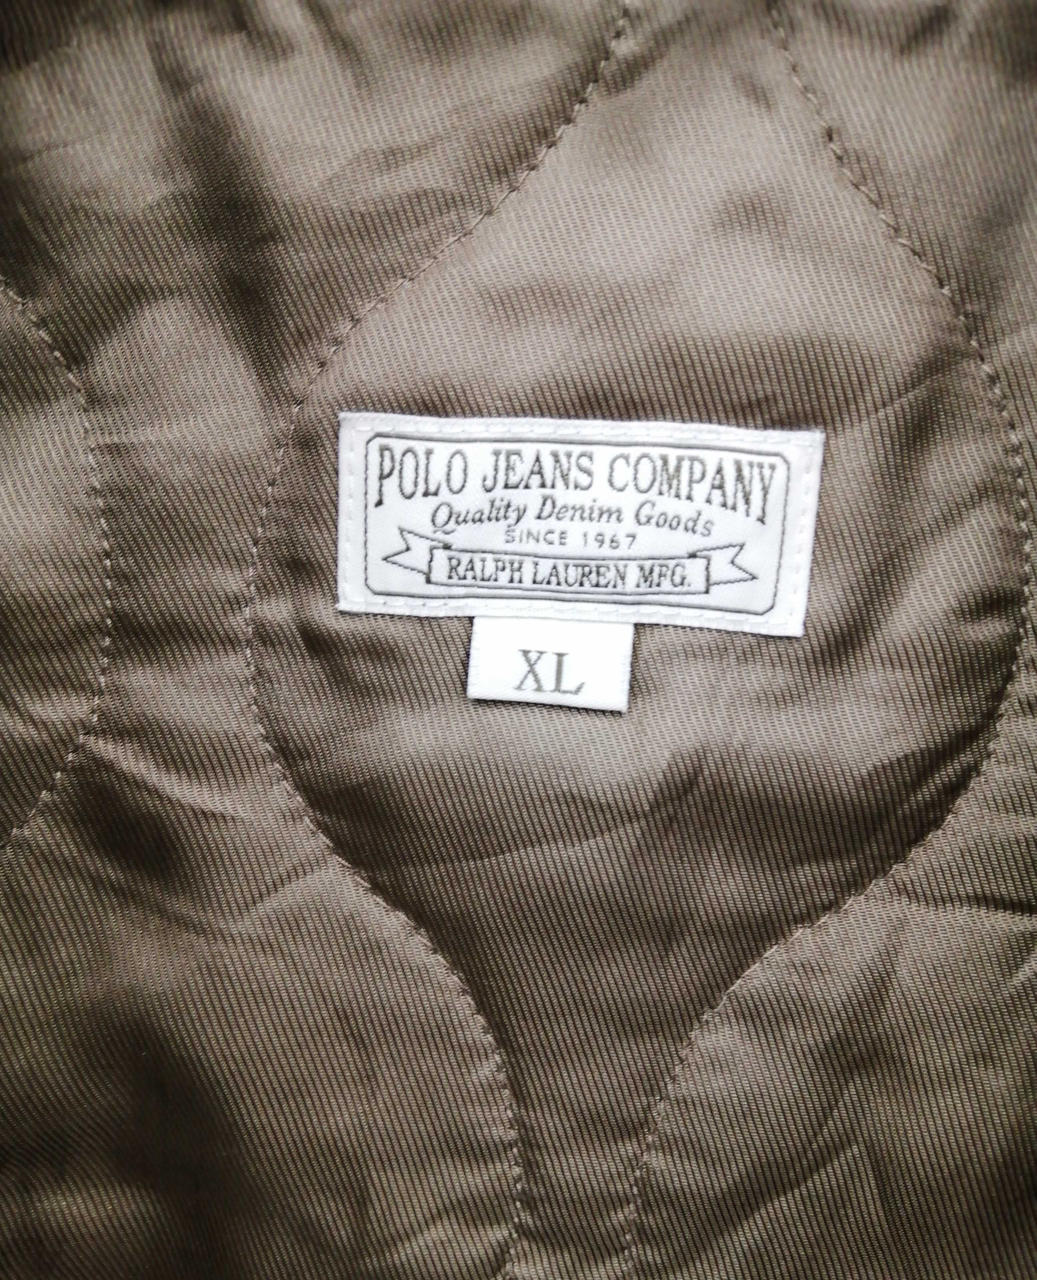 POLO JEANS COMPANY
Quality Denim Goods
SINCE 1967
RALPH LAUREN MFG.
XL